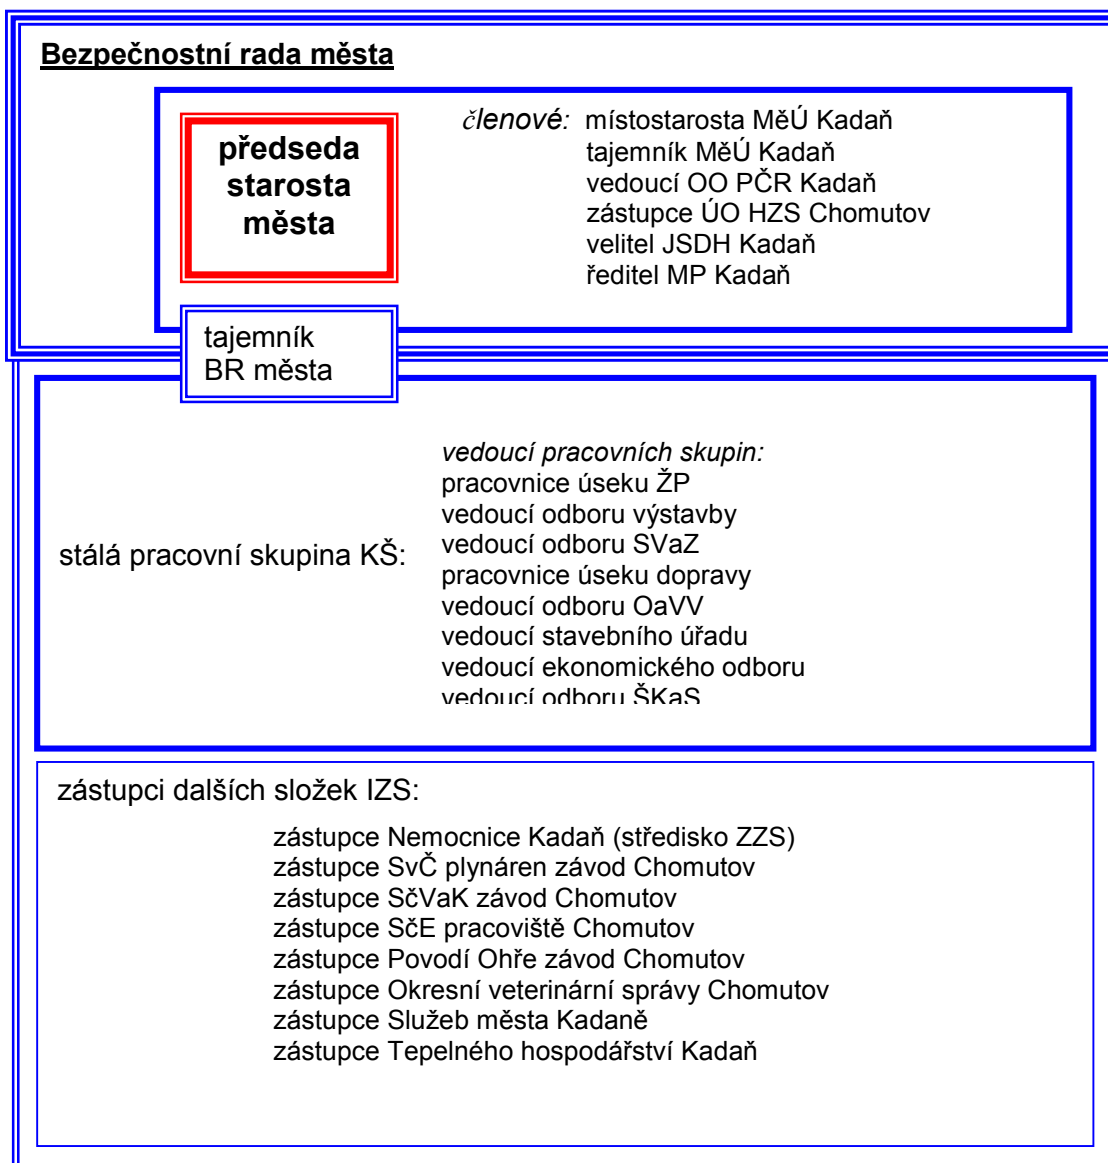 Bezpečnostní rada města
předseda
starosta
města
členové: místostarosta MěÚ Kadaň
tajemník MěÚ Kadaň
vedoucí OO PČR Kadaň
zástupce ÚO HZS Chomutov
velitel JSDH Kadaň
ředitel MP Kadaň
tajemník
BR města
stálá pracovní skupina KŠ:
vedoucí pracovních skupin:
pracovnice úseku ŽP
vedoucí odboru výstavby
vedoucí odboru SVaZ
pracovnice úseku dopravy
vedoucí odboru OaVV
vedoucí stavebního úřadu
vedoucí ekonomického odboru
vedoucí odboru ŠKaS
zástupci dalších složek IZS:
zástupce Nemocnice Kadaň (středisko ZZS)
zástupce SvČ plynáren závod Chomutov
zástupce SčVaK závod Chomutov
zástupce SčE pracoviště Chomutov
zástupce Povodí Ohře závod Chomutov
zástupce Okresní veterinární správy Chomutov
zástupce Služeb města Kadaně
zástupce Tepelného hospodářství Kadaň